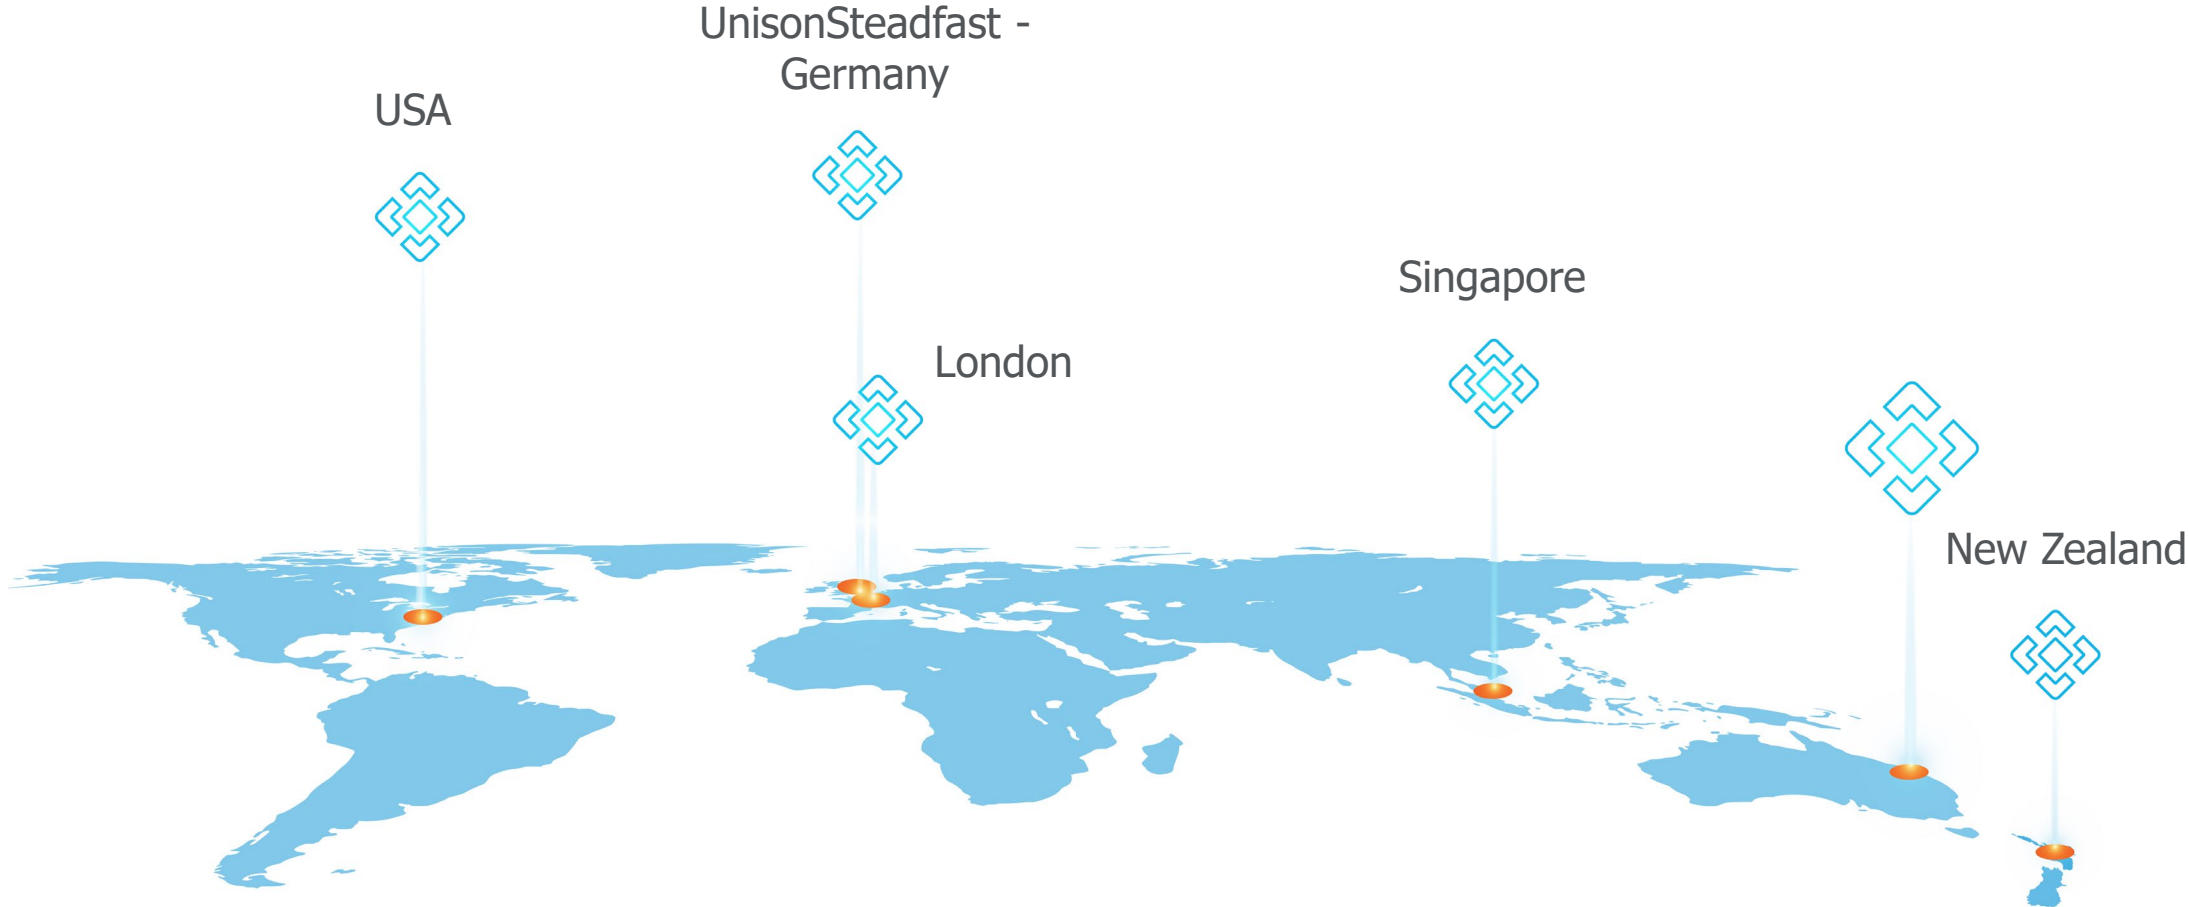 UnisonSteadfast -
Germany
USA
Singapore
London
New Zealand